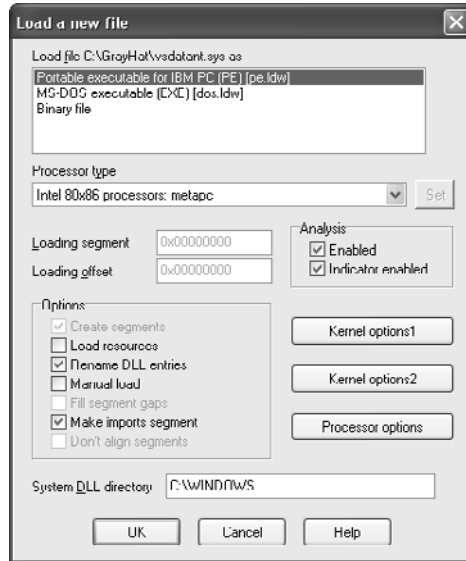 Load a new file
Load file C:\GrayHat\vsdatant.sys as
Portable executable for IBM PC (PE) [pe.ldw]
MS-DOS executable (EXE) [dos.ldw]
Binary file
Processor type
Intel 80x86 processors: metapc
Set
Loading segment 0x00000000
Loading offset 0x00000000
Analysis
Enabled
Indicator enabled
Options
Create segments
Load resources
Rename DLL entries
Manual load
Fill segment gaps
Make imports segment
Don't align segments
Kernel options1
Kernel options2
Processor options
System DLL directory C:\WINDOWS
OK Cancel Help